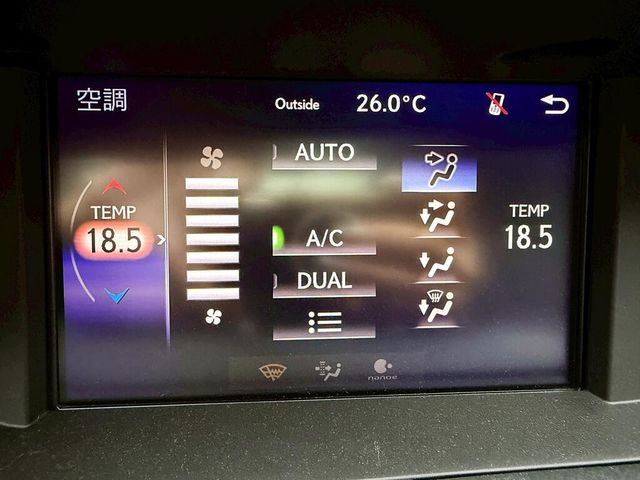 空調
Outside 26.0°C
AUTO
TEMP
18.5
A/C
DUAL
TEMP
18.5
nanoe